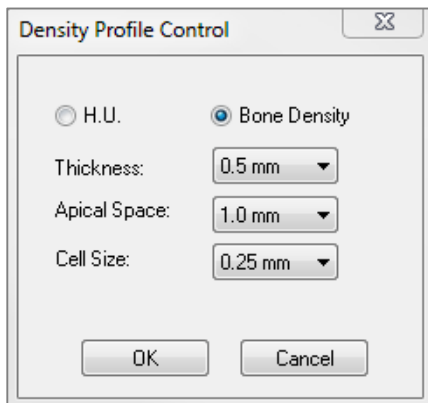 Density Profile Control
H.U. Bone Density
Thickness: 0.5 mm
Apical Space: 1.0 mm
Cell Size: 0.25 mm
OK Cancel